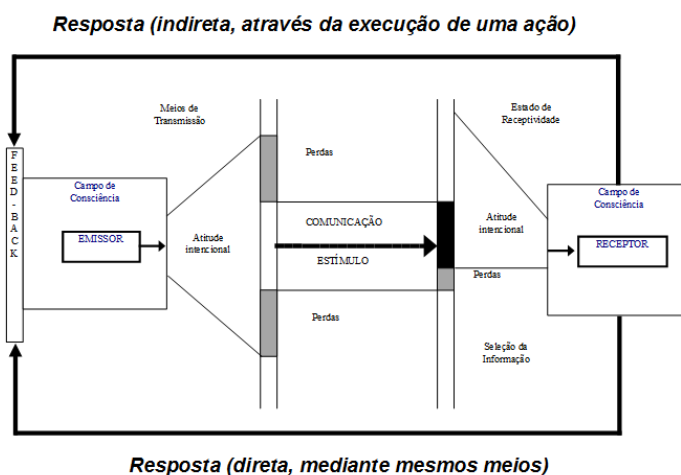 Resposta (indireta, através da execução de uma ação)
Meios de
Transmissão
Estado de
Receptividade
Perdas
FEED-BACK
Campo de
Consciência
EMISSOR
Atitude
intencional
COMUNICAÇÃO
ESTÍMULO
Atitude
intencional
Campo de
Consciência
RECEPTOR
Perdas
Perdas
Seleção da
Informação
Resposta (direta, mediante mesmos meios)